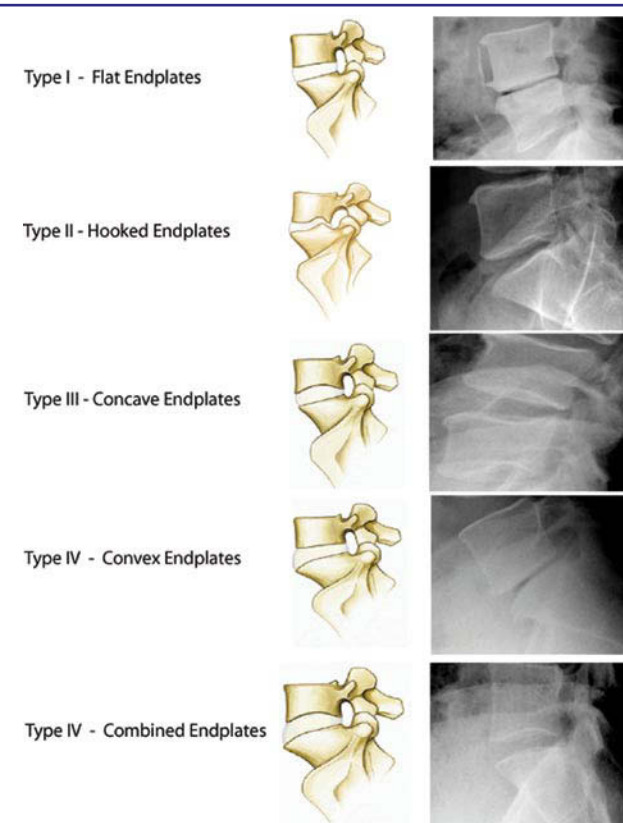 Type I - Flat Endplates
Type II - Hooked Endplates
Type III - Concave Endplates
Type IV - Convex Endplates
Type IV - Combined Endplates